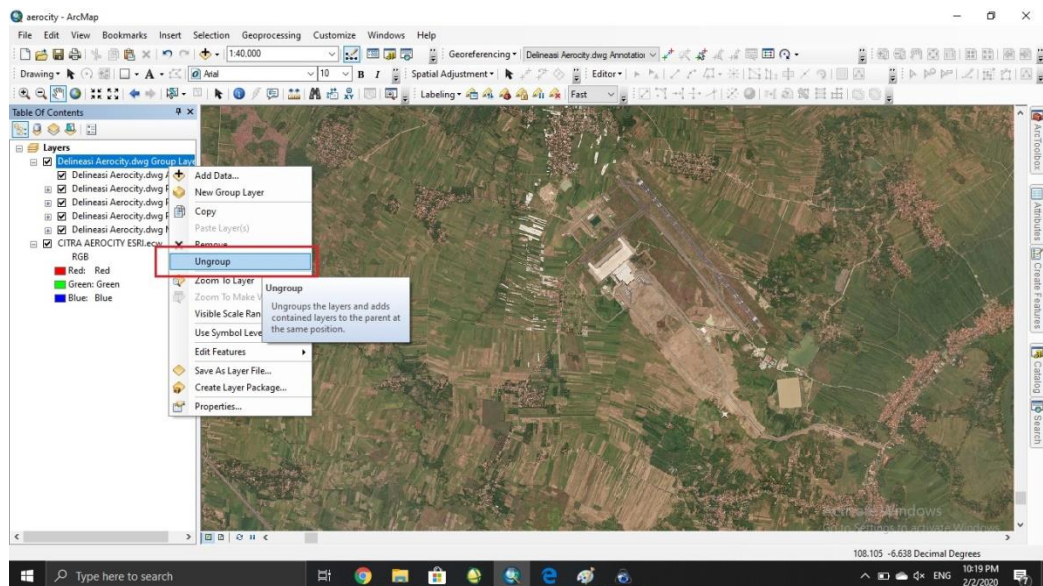 aerocity - ArcMap
File Edit View Bookmarks Insert Selection Geoprocessing Customize Windows Help
1:40.000
Georeferencing
Delineasi Aerocity.dwg Annotation
Drawing
Arial
10
B I
Spatial Adjustment
Editor
Labeling
Fast
Table Of Contents
Layers
Delineasi Aerocity.dwg Group Laye
Delineasi Aerocity.dwg A
Delineasi Aerocity.dwg P
Delineasi Aerocity.dwg P
Delineasi Aerocity.dwg P
Delineasi Aerocity.dwg M
CITRA AEROCITY ESRI.ecw
RGB
Red: Red
Green: Green
Blue: Blue
Add Data...
New Group Layer
Copy
Paste Layer(s)
Remove
Ungroup
Zoom To Layer
Zoom To Make V
Visible Scale Ran
Use Symbol Leve
Edit Features
Save As Layer File...
Create Layer Package...
Properties...
Ungroup
Ungroups the layers and adds
contained layers to the parent at
the same position.
ArcToolbox
Attributes
Create Features
Catalog
Search
Activate Windows
Go to Settings to activate Windows.
108.105 -6.638 Decimal Degrees
Type here to search
ENG
10:19 PM
2/2/2020